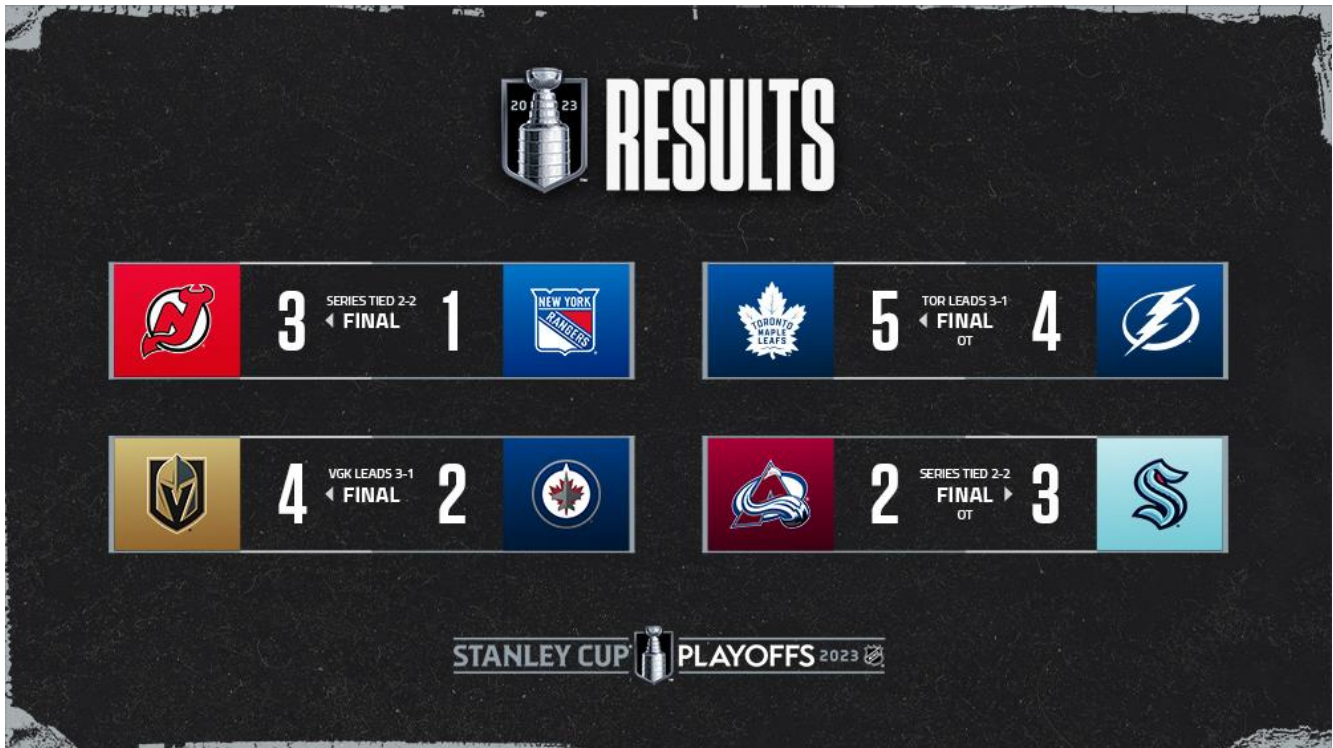 20 23
RESULTS
3
SERIES TIED 2-2
FINAL
1
NEW YORK
RANGERS
TORONTO
MAPLE
LEAFS
5
TOR LEADS 3-1
FINAL
OT
4
4
VGK LEADS 3-1
FINAL
2
2
SERIES TIED 2-2
FINAL
OT
3
STANLEY CUP PLAYOFFS 2023 NHL